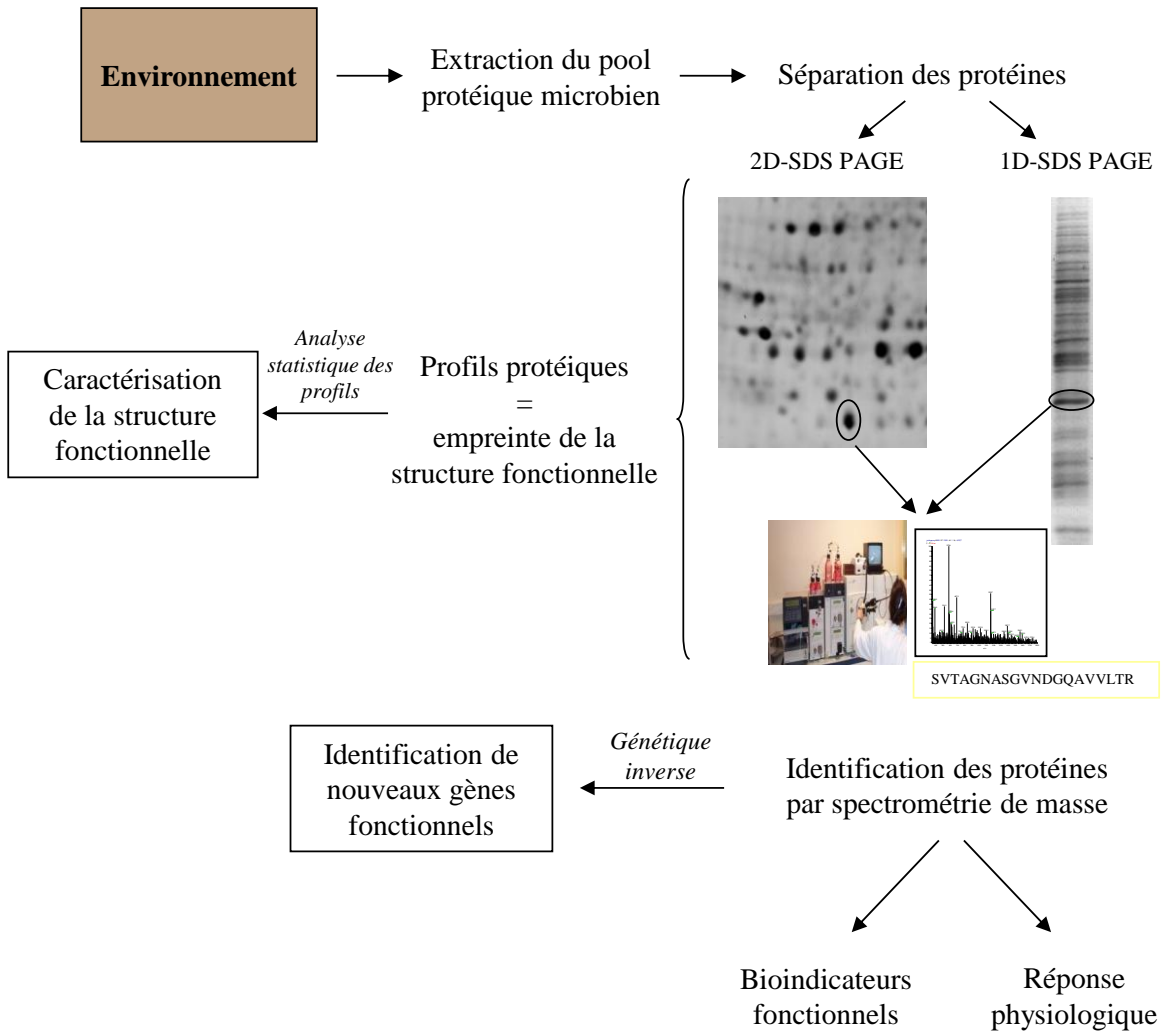 Environnement
Extraction du pool
protéique microbien
Séparation des protéines
2D-SDS PAGE
1D-SDS PAGE
Analyse
statistique des
profils
Caractérisation
de la structure
fonctionnelle
Profils protéiques
=
empreinte de la
structure fonctionnelle
SVTAGNASGVNDGQAVVLTR
Identification de
nouveaux gènes
fonctionnels
Génétique
inverse
Identification des protéines
par spectrométrie de masse
Bioindicateurs
fonctionnels
Réponse
physiologique